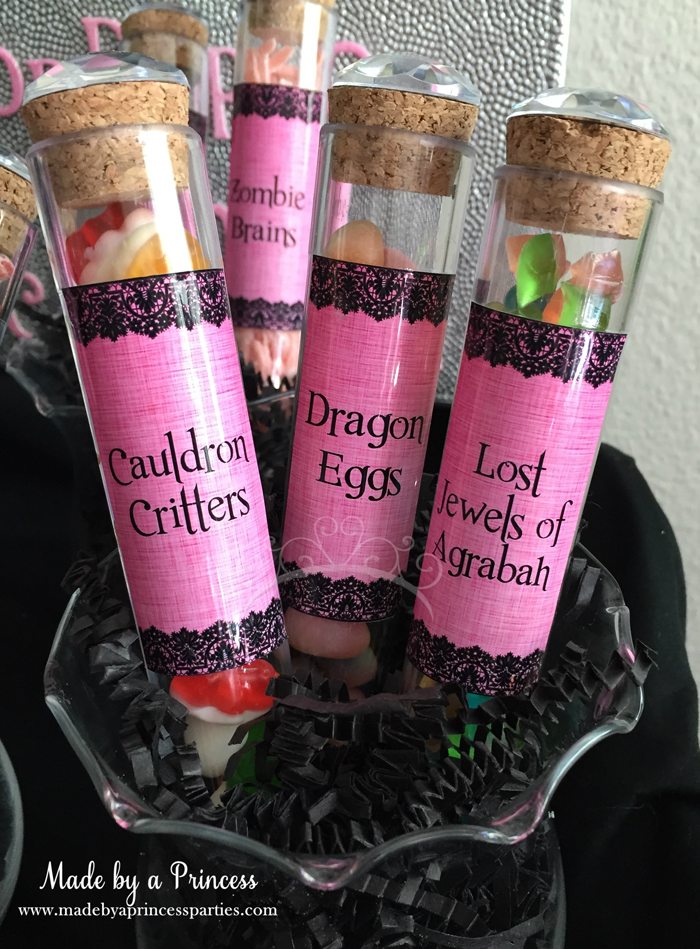 Zombie
Brains
Cauldron
Critters
Dragon
Eggs
Lost
Jewels of
Agrabah
Made by a Princess
www.madebyaprincessparties.com